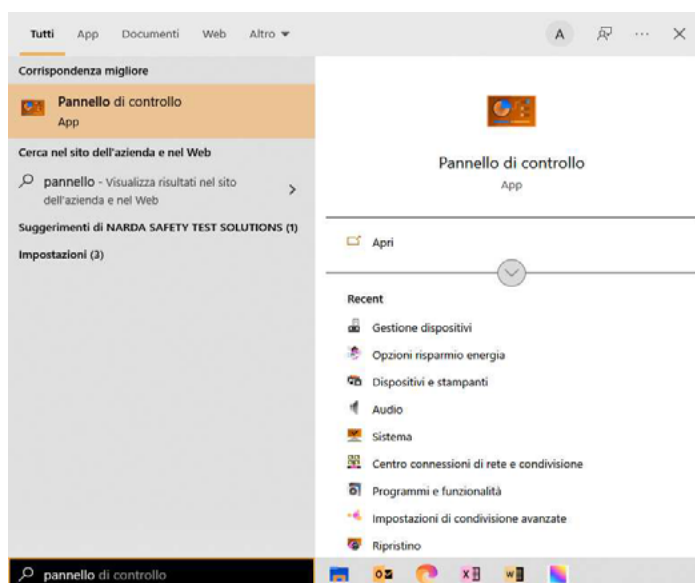 Tutti App Documenti Web Altro
A
Corrispondenza migliore
Pannello di controllo
App
Cerca nel sito dell'azienda e nel Web
pannello - Visualizza risultati nel sito
dell'azienda e nel Web
Suggerimenti di NARDA SAFETY TEST SOLUTIONS (1)
Impostazioni (3)
pannello di controllo
Pannello di controllo
App
Apri
Recent
Gestione dispositivi
Opzioni risparmio energia
Dispositivi e stampanti
Audio
Sistema
Centro connessioni di rete e condivisione
Programmi e funzionalità
Impostazioni di condivisione avanzate
Ripristino